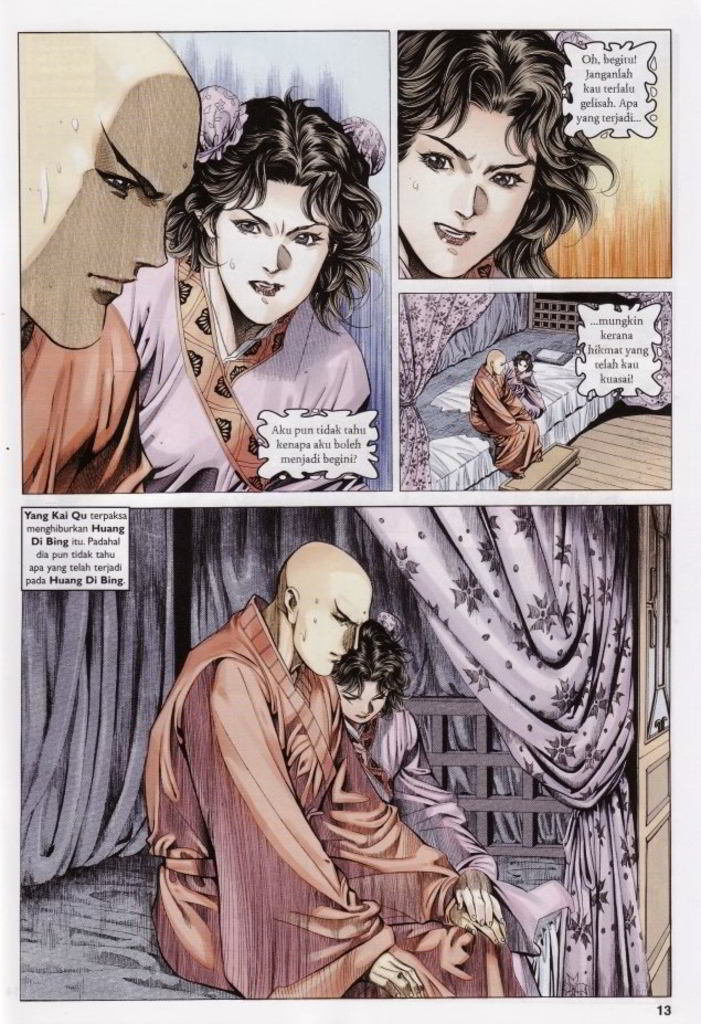 Aku pun tidak tahu
kenapa aku boleh
menjadi begini?
Oh, begitu!
Janganlah
kau terlalu
gelisah. Apa
yang terjadi...
...mungkin
kerana
hikmat yang
telah kau
kuasai!
Yang Kai Qu terpaksa
menghiburkan Huang
Di Bing itu. Padahal
dia pun tidak tahu
apa yang telah terjadi
pada Huang Di Bing.
13